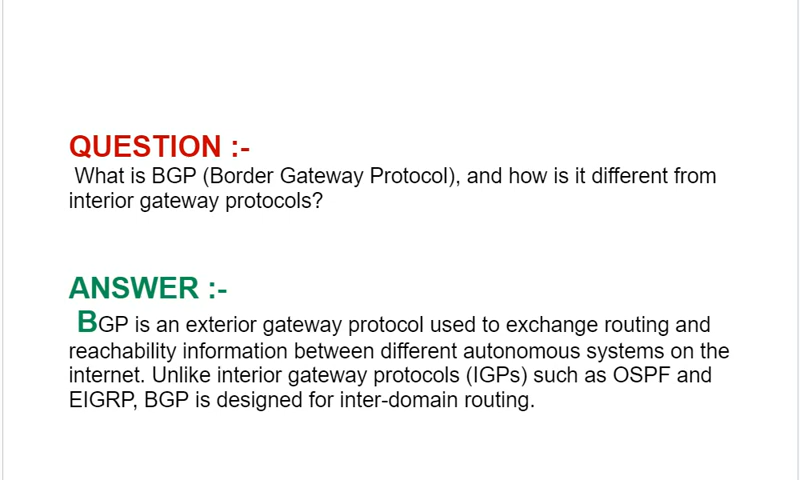 QUESTION :-
What is BGP (Border Gateway Protocol), and how is it different from
interior gateway protocols?
ANSWER :-
BGP is an exterior gateway protocol used to exchange routing and
reachability information between different autonomous systems on the
internet. Unlike interior gateway protocols (IGPs) such as OSPF and
EIGRP, BGP is designed for inter-domain routing.